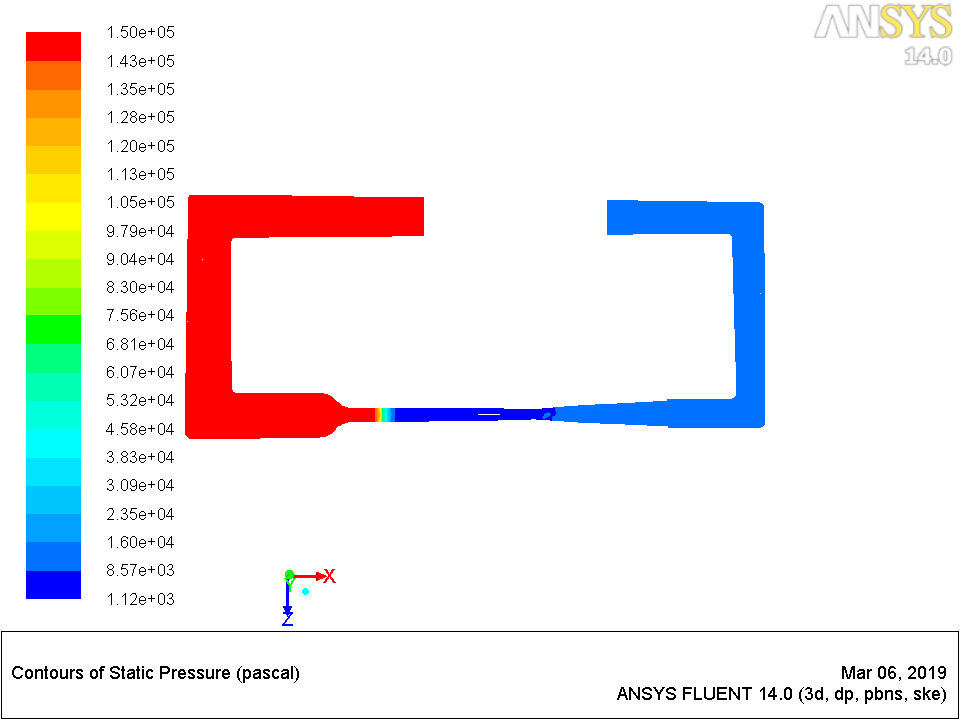 ANSYS
14.0
1.50e+05
1.43e+05
1.35e+05
1.28e+05
1.20e+05
1.13e+05
1.05e+05
9.79e+04
9.04e+04
8.30e+04
7.56e+04
6.81e+04
6.07e+04
5.32e+04
4.58e+04
3.83e+04
3.09e+04
2.35e+04
1.60e+04
8.57e+03
1.12e+03
Y
X
Z
Contours of Static Pressure (pascal)
Mar 06, 2019
ANSYS FLUENT 14.0 (3d, dp, pbns, ske)